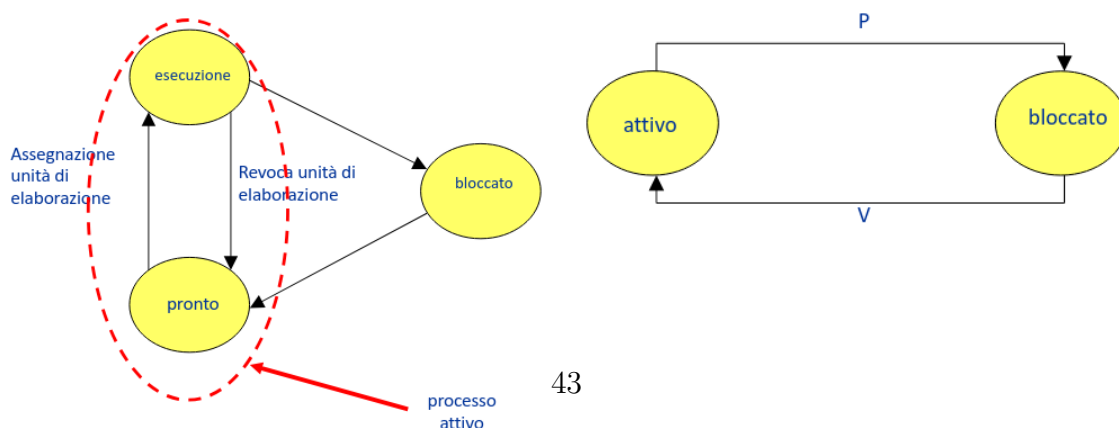 esecuzione
Assegnazione
unità di
elaborazione
Revoca unità di
elaborazione
bloccato
pronto
processo
attivo
P
attivo
bloccato
V
43